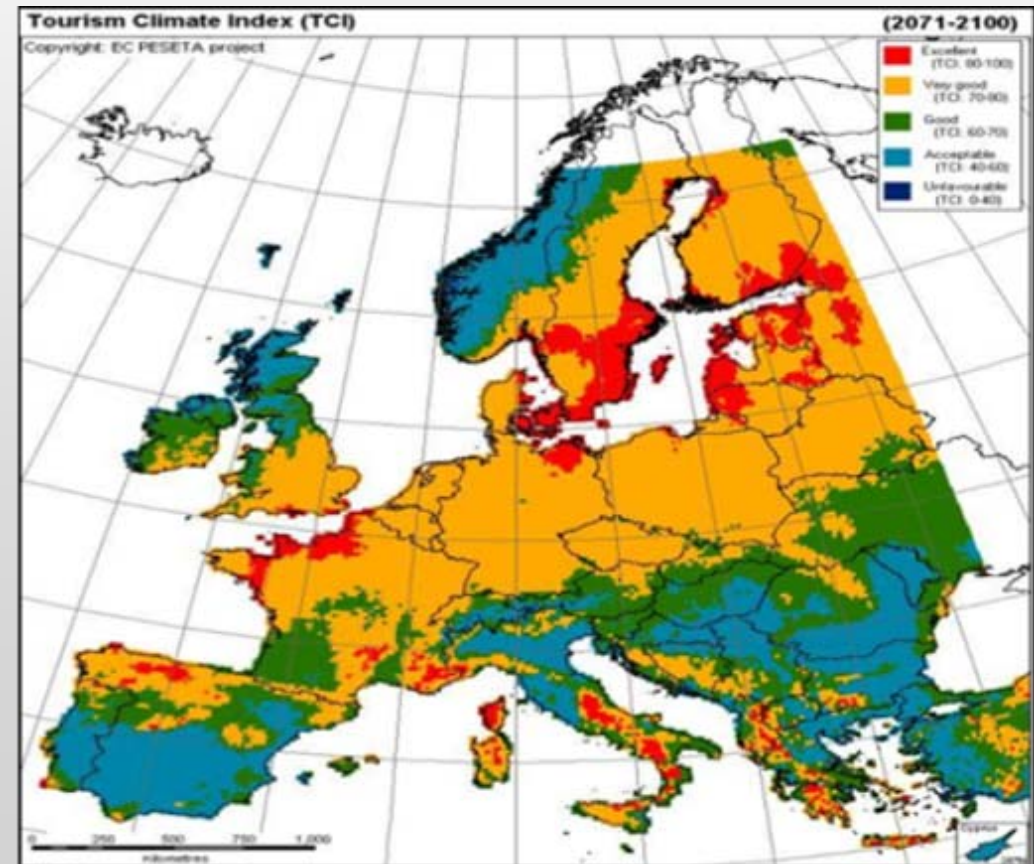 Tourism Climate Index (TCI)
(2071-2100)
Copyright: EC PESETA project
Excellent
(TCI: 80-100)
Very good
(TCI: 70-80)
Good
(TCI: 60-70)
Acceptable
(TCI: 40-60)
Unfavourable
(TCI: 0-40)
0 250 500 750 1,000
Kilometres
Cyprus